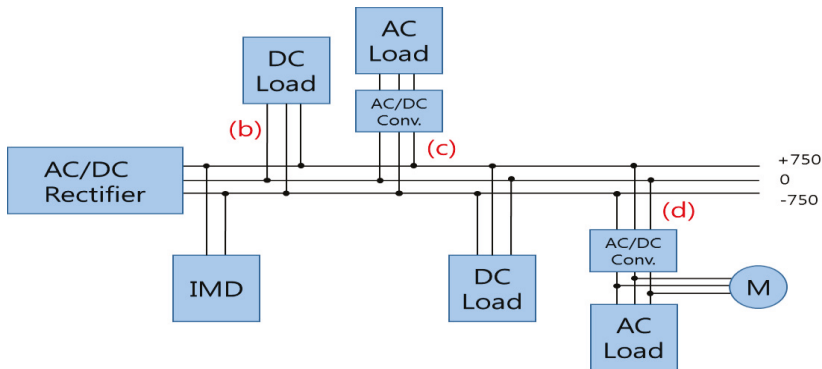 AC
Load
DC
Load
AC/DC
Conv.
(b)
(c)
AC/DC
Rectifier
+750
0
-750
(d)
AC/DC
Conv.
IMD
DC
Load
M
AC
Load